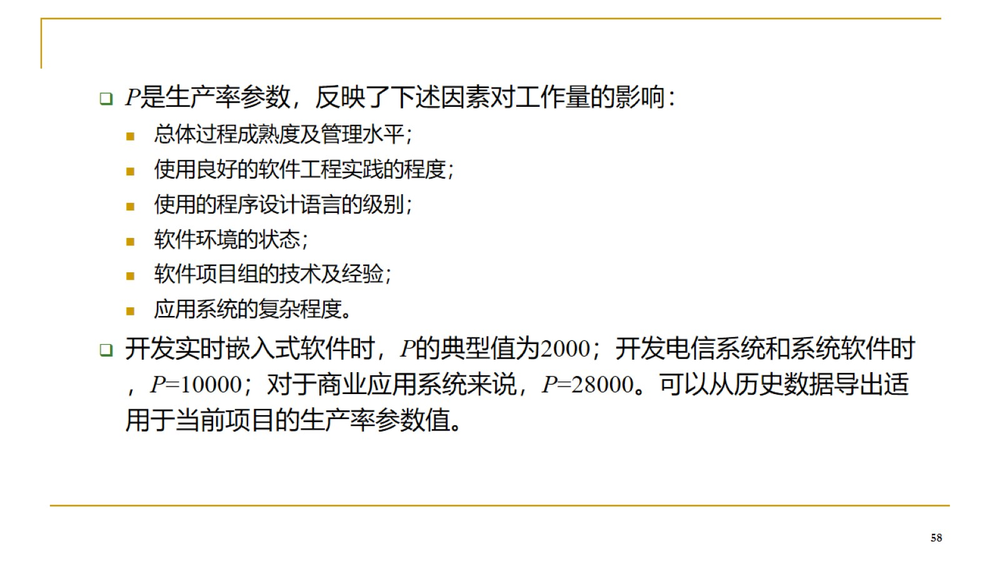 P是生产率参数，反映了下述因素对工作量的影响：
总体过程成熟度及管理水平；
使用良好的软件工程实践的程度；
使用的程序设计语言的级别；
软件环境的状态；
软件项目组的技术及经验；
应用系统的复杂程度。
开发实时嵌入式软件时，P的典型值为2000；开发电信系统和系统软件时
，P=10000；对于商业应用系统来说，P=28000。可以从历史数据导出适
用于当前项目的生产率参数值。
58